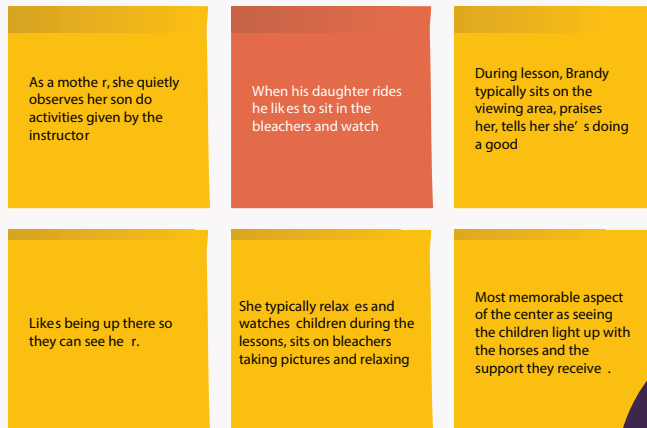 As a mothe r, she quietly
observes her son do
activities given by the
instructor
When his daughter rides
he likes to sit in the
bleachers and watch
During lesson, Brandy
typically sits on the
viewing area, praises
her, tells her she' s doing
a good
Likes being up there so
they can see he r.
She typically relax es and
watches children during the
lessons, sits on bleachers
taking pictures and relaxing
Most memorable aspect
of the center as seeing
the children light up with
the horses and the
support they receive .